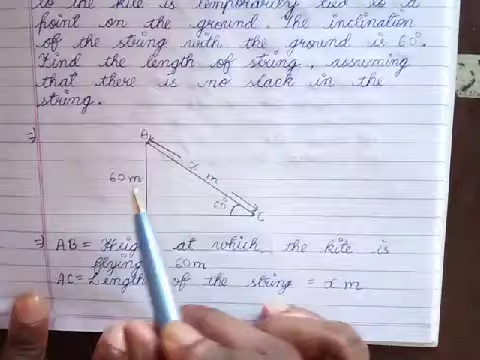 to the kite is temporarily tied to a
point on the ground. The inclination
of the string with the ground is 60°.
Find the length of string, assuming
that there is no slack in the
string.
⇒
A
x m
60 m
60°
C
⇒ AB = at which the kite is
flying 60m
AC = Length of the string = x m